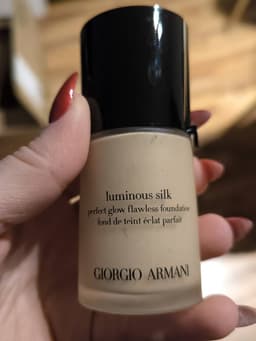 luminous silk
perfect glow flawless foundation
fond de teint éclat parfait
GIORGIO ARMANI